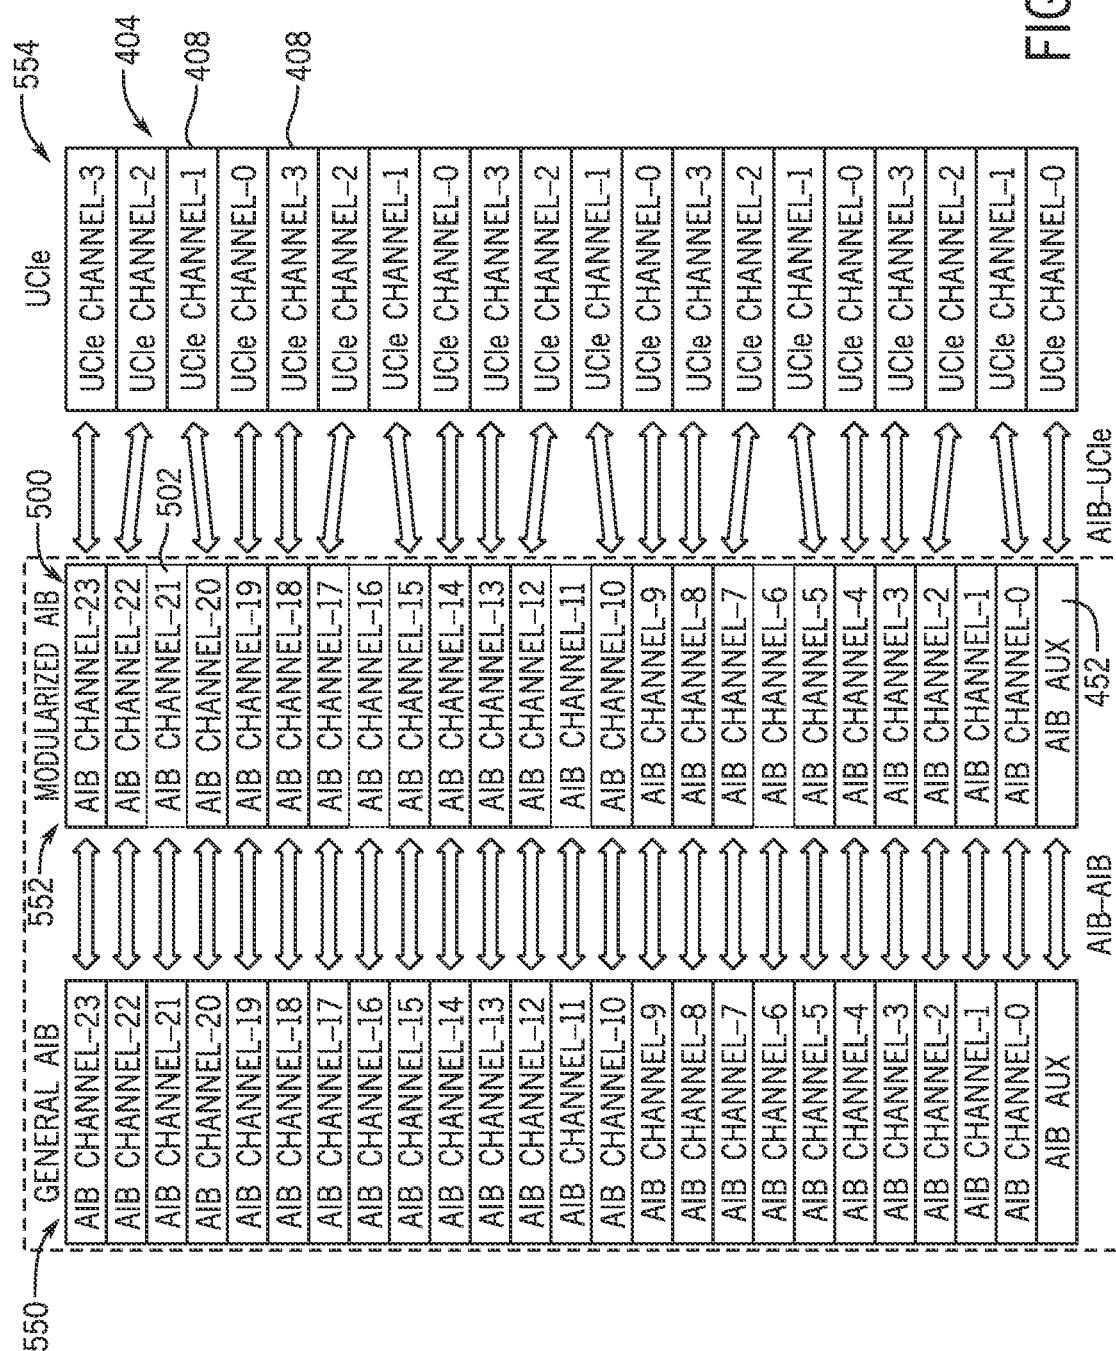 550
GENERAL AIB
AIB CHANNEL-23
AIB CHANNEL-22
AIB CHANNEL-21
AIB CHANNEL-20
AIB CHANNEL-19
AIB CHANNEL-18
AIB CHANNEL-17
AIB CHANNEL-16
AIB CHANNEL-15
AIB CHANNEL-14
AIB CHANNEL-13
AIB CHANNEL-12
AIB CHANNEL-11
AIB CHANNEL-10
AIB CHANNEL-9
AIB CHANNEL-8
AIB CHANNEL-7
AIB CHANNEL-6
AIB CHANNEL-5
AIB CHANNEL-4
AIB CHANNEL-3
AIB CHANNEL-2
AIB CHANNEL-1
AIB CHANNEL-0
AIB AUX
AIB-AIB
552
MODULARIZED AIB
500
AIB CHANNEL-23
AIB CHANNEL-22
AIB CHANNEL-21
502
AIB CHANNEL-20
AIB CHANNEL-19
AIB CHANNEL-18
AIB CHANNEL-17
AIB CHANNEL-16
AIB CHANNEL-15
AIB CHANNEL-14
AIB CHANNEL-13
AIB CHANNEL-12
AIB CHANNEL-11
AIB CHANNEL-10
AIB CHANNEL-9
AIB CHANNEL-8
AIB CHANNEL-7
AIB CHANNEL-6
AIB CHANNEL-5
AIB CHANNEL-4
AIB CHANNEL-3
AIB CHANNEL-2
AIB CHANNEL-1
AIB CHANNEL-0
AIB AUX
452
AIB-UCIe
UCIe
554
404
408
408
UCIe CHANNEL-3
UCIe CHANNEL-2
UCIe CHANNEL-1
UCIe CHANNEL-0
UCIe CHANNEL-3
UCIe CHANNEL-2
UCIe CHANNEL-1
UCIe CHANNEL-0
UCIe CHANNEL-3
UCIe CHANNEL-2
UCIe CHANNEL-1
UCIe CHANNEL-0
UCIe CHANNEL-3
UCIe CHANNEL-2
UCIe CHANNEL-1
UCIe CHANNEL-0
UCIe CHANNEL-3
UCIe CHANNEL-2
UCIe CHANNEL-1
UCIe CHANNEL-0